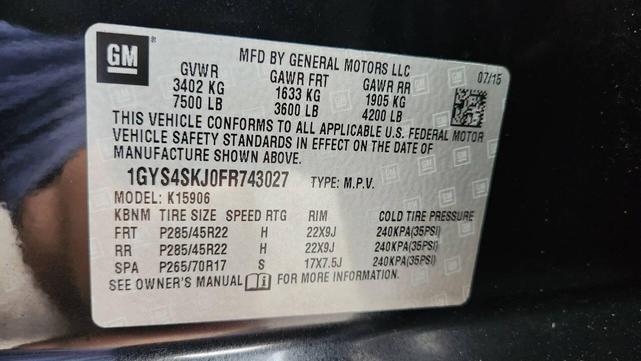 GM
MFD BY GENERAL MOTORS LLC
07/15
GVWR GAWR FRT GAWR RR
3402 KG 1633 KG 1905 KG
7500 LB 3600 LB 4200 LB
THIS VEHICLE CONFORMS TO ALL APPLICABLE U.S. FEDERAL MOTOR
VEHICLE SAFETY STANDARDS IN EFFECT ON THE DATE OF
MANUFACTURE SHOWN ABOVE.
1GYS4SKJ0FR743027 TYPE: M.P.V.
MODEL: K15906
KBNM TIRE SIZE SPEED RTG RIM COLD TIRE PRESSURE
FRT P285/45R22 H 22X9J 240KPA(35PSI)
RR P285/45R22 H 22X9J 240KPA(35PSI)
SPA P265/70R17 S 17X7.5J 240KPA(35PSI)
SEE OWNER'S MANUAL FOR MORE INFORMATION.